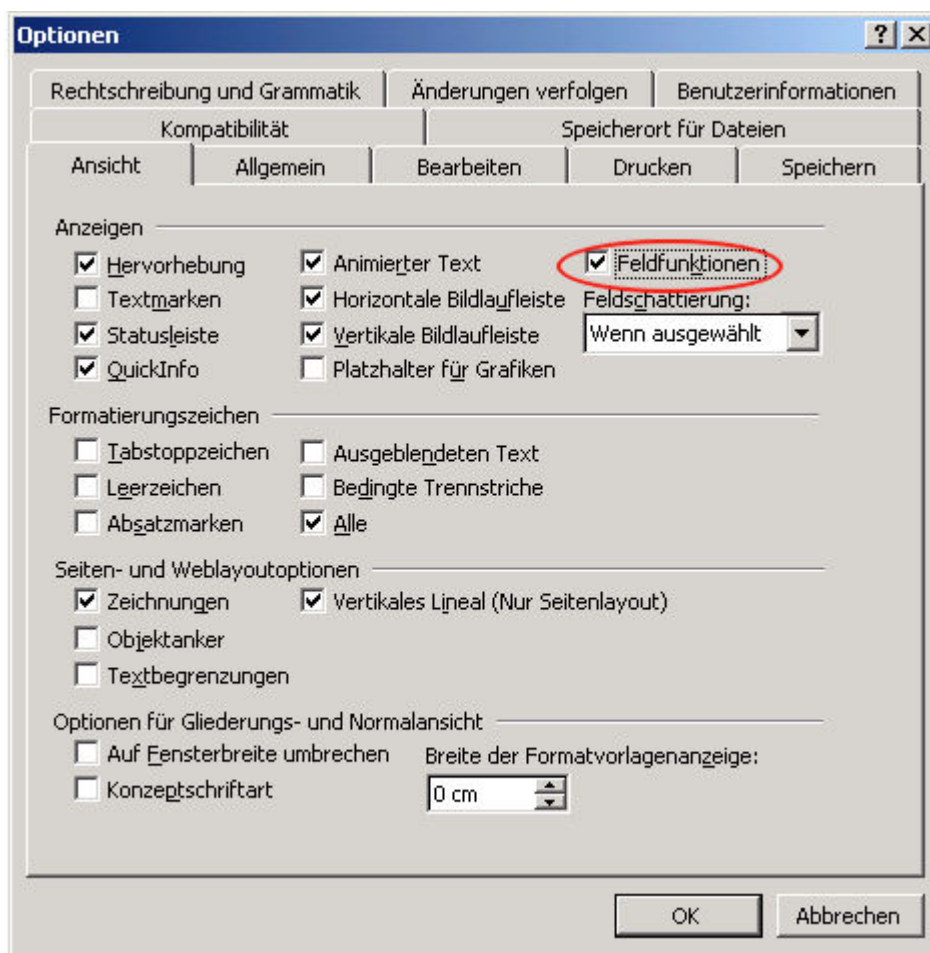 Optionen
Rechtschreibung und Grammatik Änderungen verfolgen Benutzerinformationen
Kompatibilität Speicherort für Dateien
Ansicht Allgemein Bearbeiten Drucken Speichern
Anzeigen
Hervorhebung Animierter Text Feldfunktionen
Textmarken Horizontale Bildlaufleiste Feldschattierung:
Statusleiste Vertikale Bildlaufleiste Wenn ausgewählt
QuickInfo Platzhalter für Grafiken
Formatierungszeichen
Tabstoppzeichen Ausgeblendeten Text
Leerzeichen Bedingte Trennstriche
Absatzmarken Alle
Seiten- und Weblayoutoptionen
Zeichnungen Vertikales Lineal (Nur Seitenlayout)
Objektanker
Textbegrenzungen
Optionen für Gliederungs- und Normalansicht
Auf Fensterbreite umbrechen Breite der Formatvorlagenanzeige:
Konzeptschriftart 0 cm
OK Abbrechen